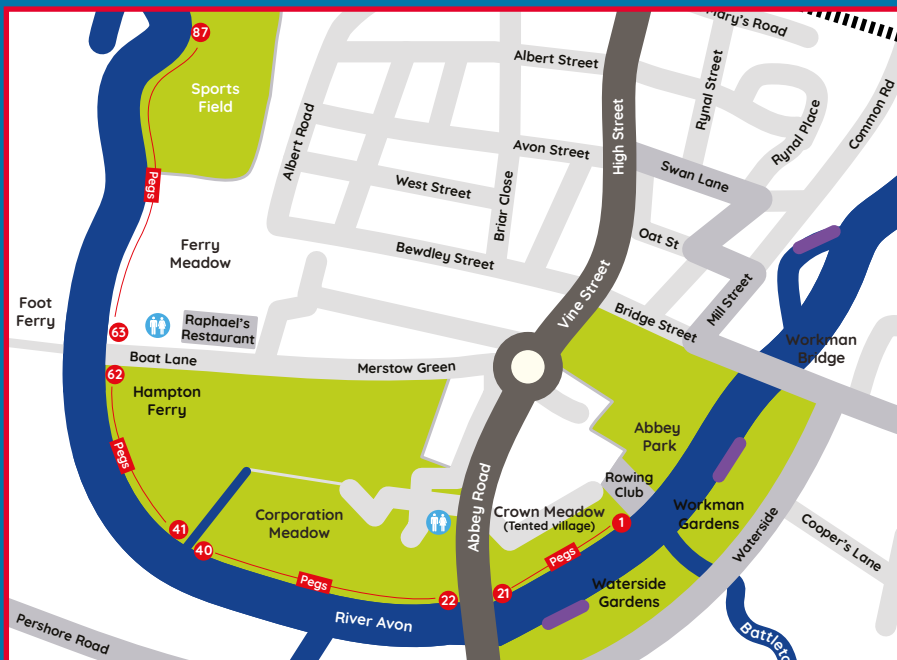 Mary's Road
87
Sports
Field
Albert Street
Rynal Street
Common Rd
High Street
Albert Road
Avon Street
Rynal Place
Swan Lane
Pegs
West Street
Briar Close
Oat St
Ferry
Meadow
Bewdley Street
Vine Street
Mill Street
Foot
Ferry
63
Raphael's
Restaurant
Bridge Street
Workman
Bridge
Boat Lane
Merstow Green
62
Hampton
Ferry
Abbey
Park
Pegs
Abbey Road
Rowing
Club
Corporation
Meadow
Crown Meadow
(Tented village)
1
Workman
Gardens
Waterside
Cooper's Lane
41
40
Pegs
Pegs
22
21
Waterside
Gardens
River Avon
Pershore Road